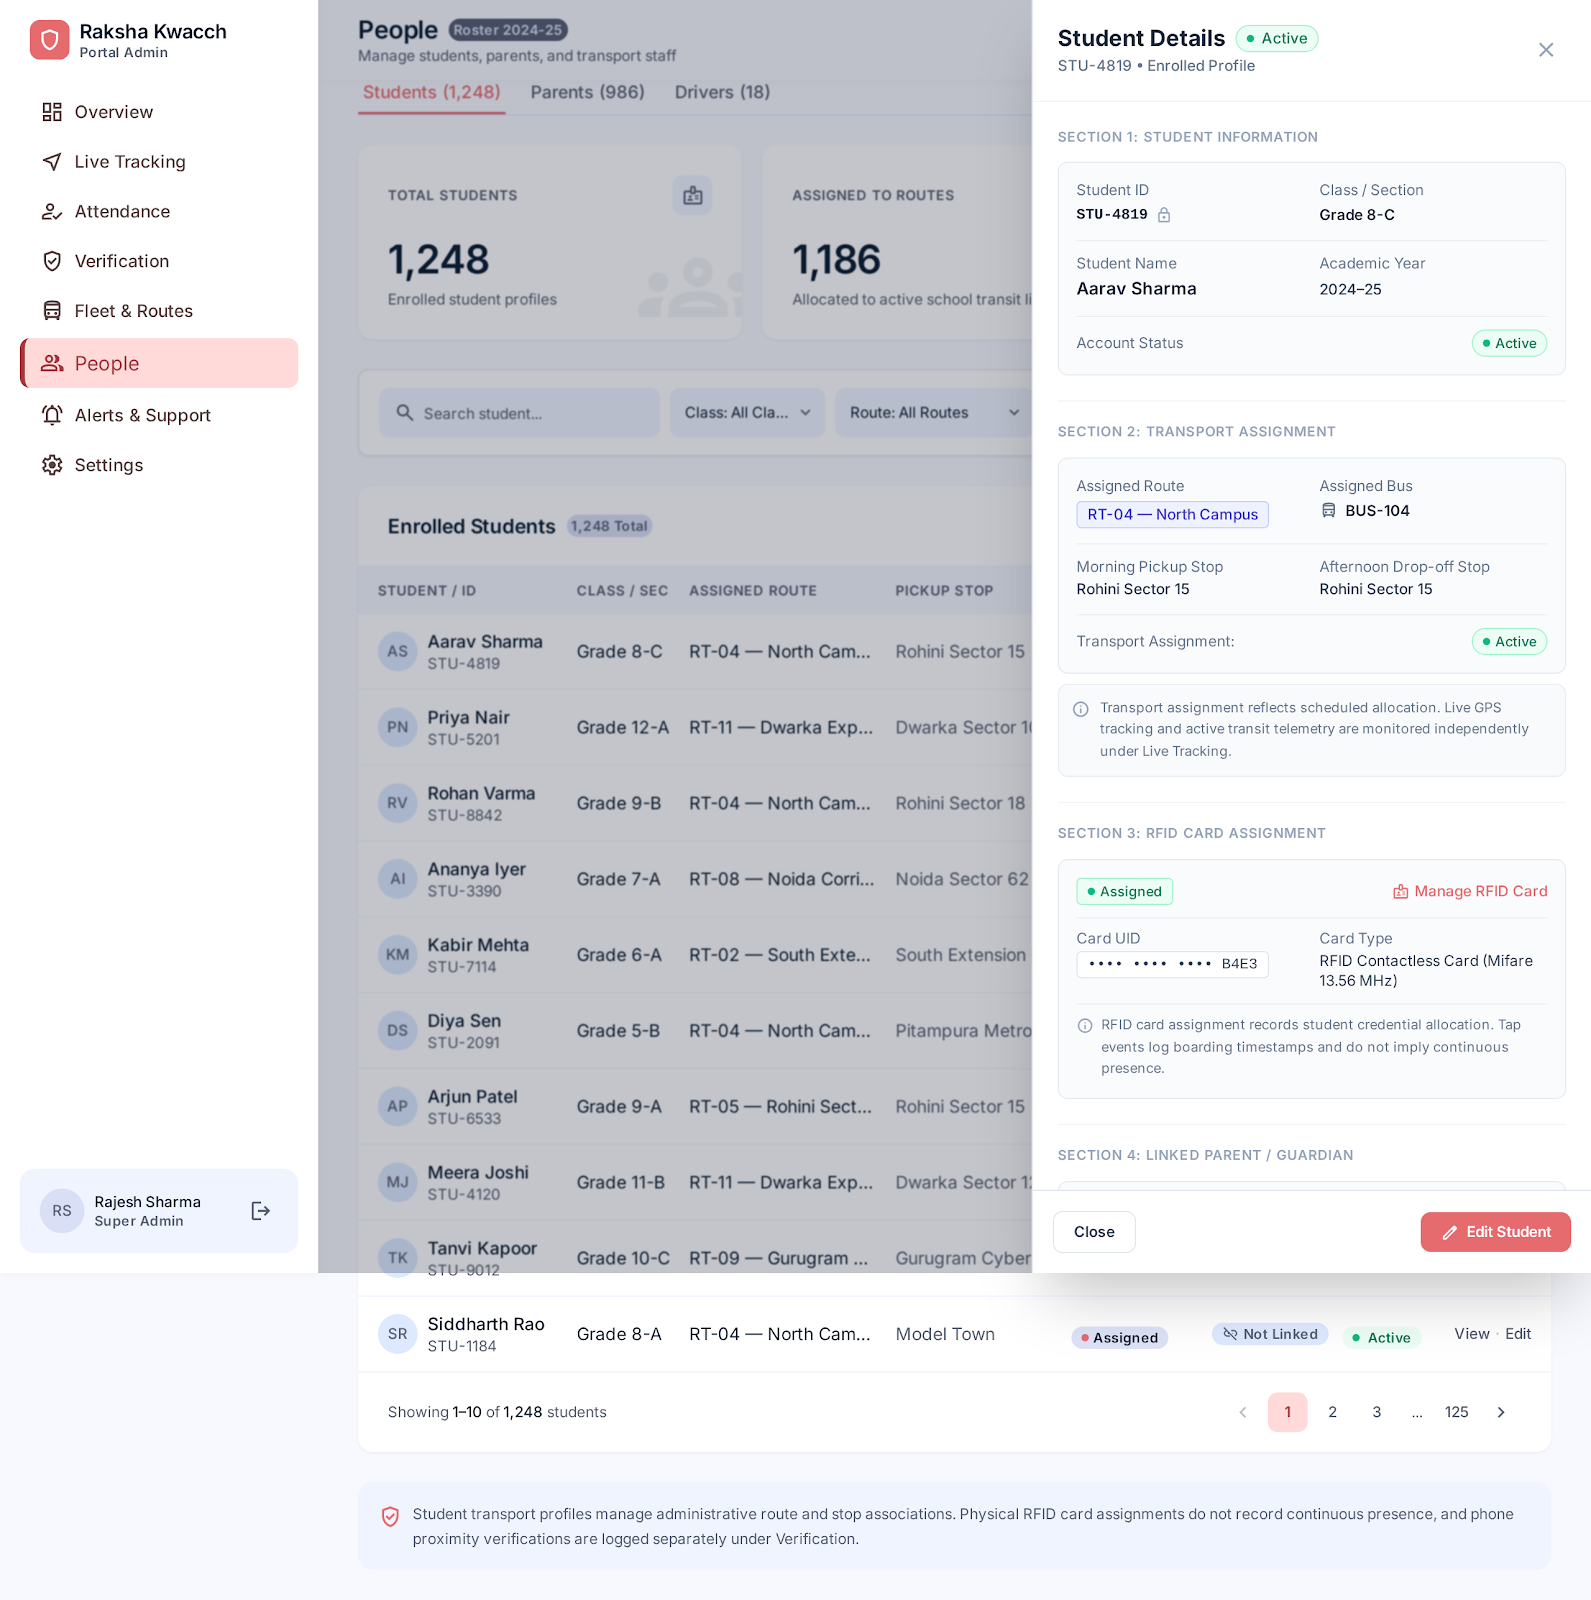 Raksha Kwacch
Portal Admin
Overview
Live Tracking
Attendance
Verification
Fleet & Routes
People
Alerts & Support
Settings
RS
Rajesh Sharma
Super Admin
People Roster 2024-25
Manage students, parents, and transport staff
Students (1,248) Parents (986) Drivers (18)
TOTAL STUDENTS
1,248
Enrolled student profiles
ASSIGNED TO ROUTES
1,186
Allocated to active school transit li
Search student...
Class: All Cla...
Route: All Routes
Enrolled Students 1,248 Total
STUDENT / ID CLASS / SEC ASSIGNED ROUTE PICKUP STOP
AS Aarav Sharma Grade 8-C RT-04 — North Cam... Rohini Sector 15
STU-4819
PN Priya Nair Grade 12-A RT-11 — Dwarka Exp... Dwarka Sector 1
STU-5201
RV Rohan Varma Grade 9-B RT-04 — North Cam... Rohini Sector 18
STU-8842
AI Ananya Iyer Grade 7-A RT-08 — Noida Corri... Noida Sector 62
STU-3390
KM Kabir Mehta Grade 6-A RT-02 — South Exte... South Extension
STU-7114
DS Diya Sen Grade 5-B RT-04 — North Cam... Pitampura Metro
STU-2091
AP Arjun Patel Grade 9-A RT-05 — Rohini Sect... Rohini Sector 15
STU-6533
MJ Meera Joshi Grade 11-B RT-11 — Dwarka Exp... Dwarka Sector 1
STU-4120
TK Tanvi Kapoor Grade 10-C RT-09 — Gurugram ... Gurugram Cyber
STU-9012
SR Siddharth Rao Grade 8-A RT-04 — North Cam... Model Town Assigned Not Linked Active View · Edit
STU-1184
Showing 1–10 of 1,248 students
1 2 3 ... 125
Student transport profiles manage administrative route and stop associations. Physical RFID card assignments do not record continuous presence, and phone
proximity verifications are logged separately under Verification.
Student Details Active
STU-4819 • Enrolled Profile
SECTION 1: STUDENT INFORMATION
Student ID Class / Section
STU-4819 Grade 8-C
Student Name Academic Year
Aarav Sharma 2024–25
Account Status Active
SECTION 2: TRANSPORT ASSIGNMENT
Assigned Route Assigned Bus
RT-04 — North Campus BUS-104
Morning Pickup Stop Afternoon Drop-off Stop
Rohini Sector 15 Rohini Sector 15
Transport Assignment: Active
Transport assignment reflects scheduled allocation. Live GPS
tracking and active transit telemetry are monitored independently
under Live Tracking.
SECTION 3: RFID CARD ASSIGNMENT
Assigned Manage RFID Card
Card UID Card Type
•••• •••• •••• B4E3 RFID Contactless Card (Mifare
13.56 MHz)
RFID card assignment records student credential allocation. Tap
events log boarding timestamps and do not imply continuous
presence.
SECTION 4: LINKED PARENT / GUARDIAN
Close
Edit Student